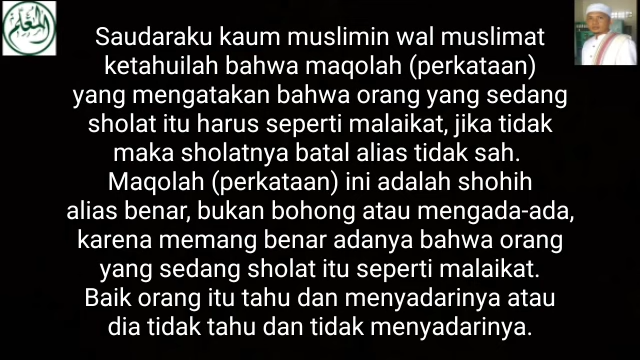 المعلم
Saudaraku kaum muslimin wal muslimat
ketahuilah bahwa maqolah (perkataan)
yang mengatakan bahwa orang yang sedang
sholat itu harus seperti malaikat, jika tidak
maka sholatnya batal alias tidak sah.
Maqolah (perkataan) ini adalah shohih
alias benar, bukan bohong atau mengada-ada,
karena memang benar adanya bahwa orang
yang sedang sholat itu seperti malaikat.
Baik orang itu tahu dan menyadarinya atau
dia tidak tahu dan tidak menyadarinya.